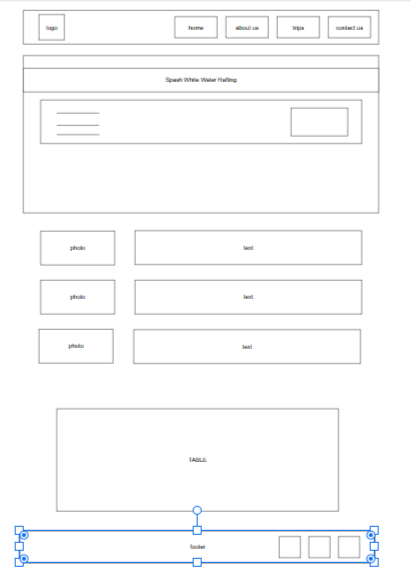 logo
home
about us
trips
contact us
Spash White Water Rafting
photo
text
photo
text
photo
text
TABLE
footer